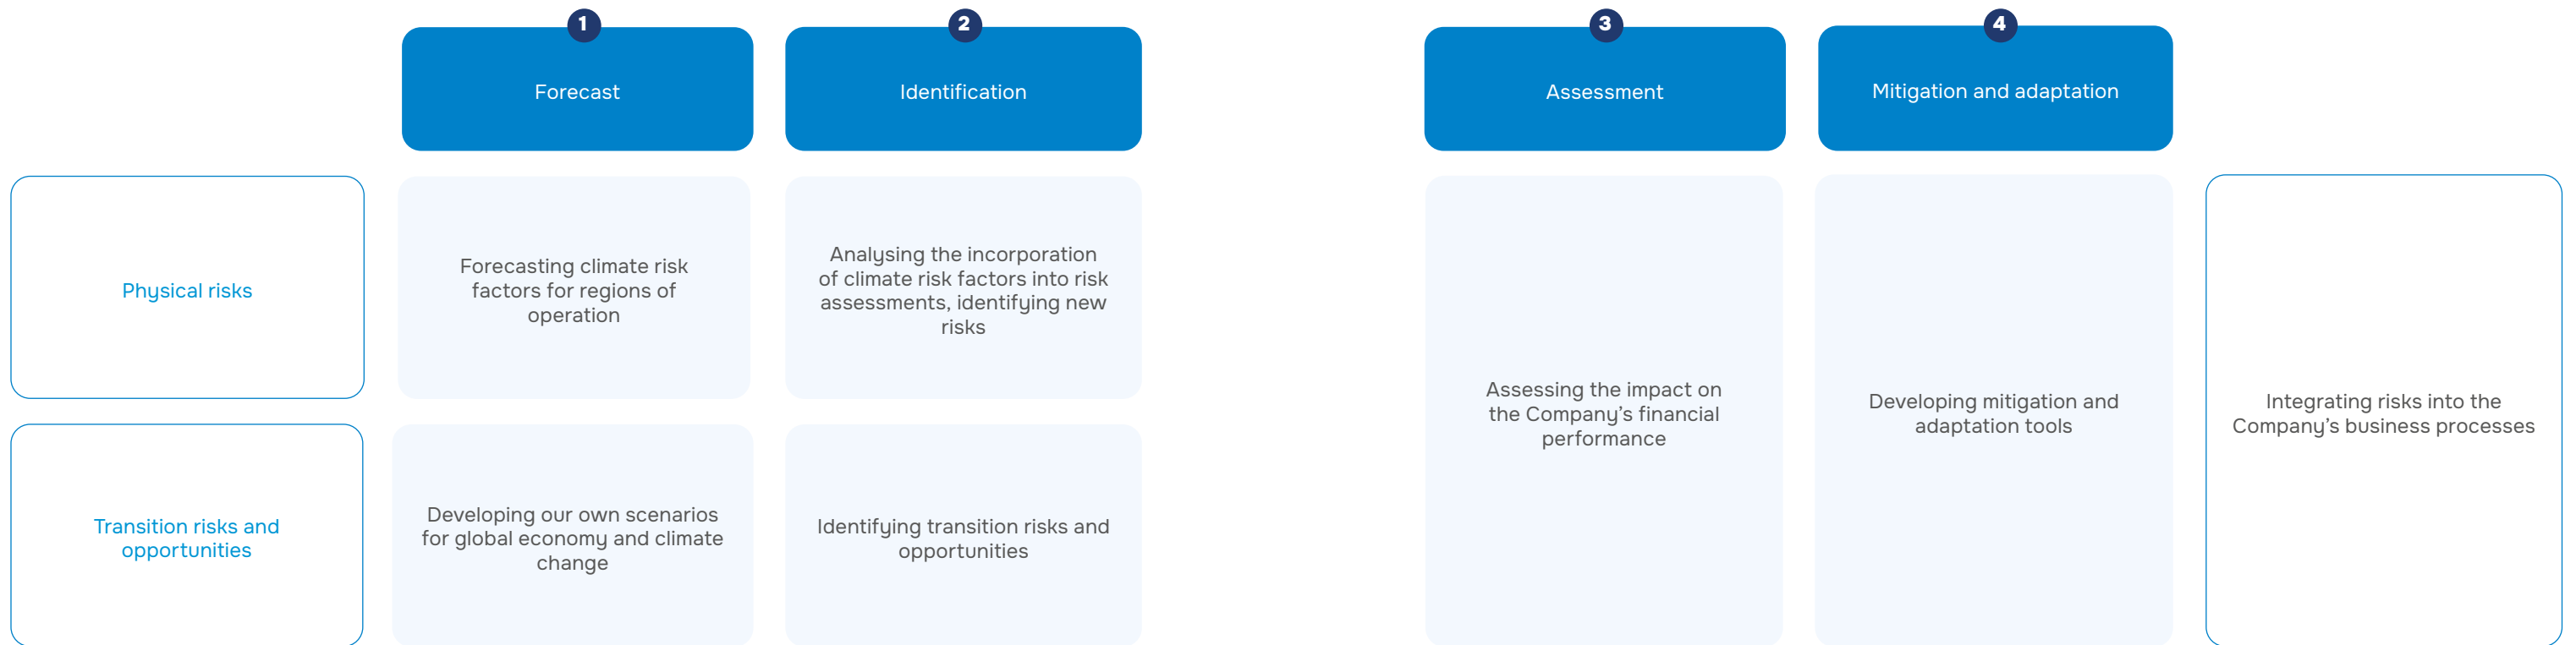 1
Forecast
2
Identification
3
Assessment
4
Mitigation and adaptation
Physical risks
Forecasting climate risk
factors for regions of
operation
Analysing the incorporation
of climate risk factors into risk
assessments, identifying new
risks
Transition risks and
opportunities
Developing our own scenarios
for global economy and climate
change
Identifying transition risks and
opportunities
Assessing the impact on
the Company’s financial
performance
Developing mitigation and
adaptation tools
Integrating risks into the
Company’s business processes